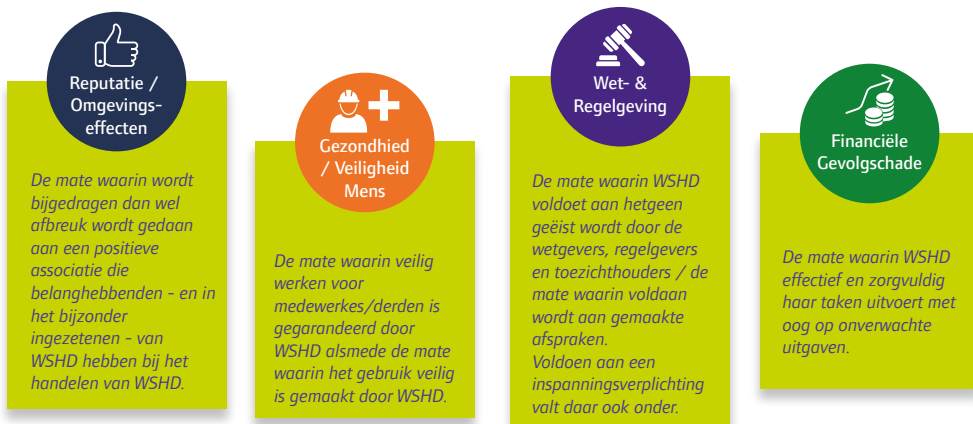 Reputatie /
Omgevings-
effecten
De mate waarin wordt
bijgedragen dan wel
afbreuk wordt gedaan
aan een positieve
associatie die
belanghebbenden - en in
het bijzonder
ingezetenen - van
WSHD hebben bij het
handelen van WSHD.
Gezondhied
/ Veiligheid
Mens
De mate waarin veilig
werken voor
medewerkes/derden is
gegarandeerd door
WSHD alsmede de mate
waarin het gebruik veilig
is gemaakt door WSHD.
Wet- &
Regelgeving
De mate waarin WSHD
voldoet aan hetgeen
geëist wordt door de
wetgevers, regelgevers
en toezichthouders / de
mate waarin voldaan
wordt aan gemaakte
afspraken.
Voldoen aan een
inspanningsverplichting
valt daar ook onder.
Financiële
Gevolgschade
De mate waarin WSHD
effectief en zorgvuldig
haar taken uitvoert met
oog op onverwachte
uitgaven.